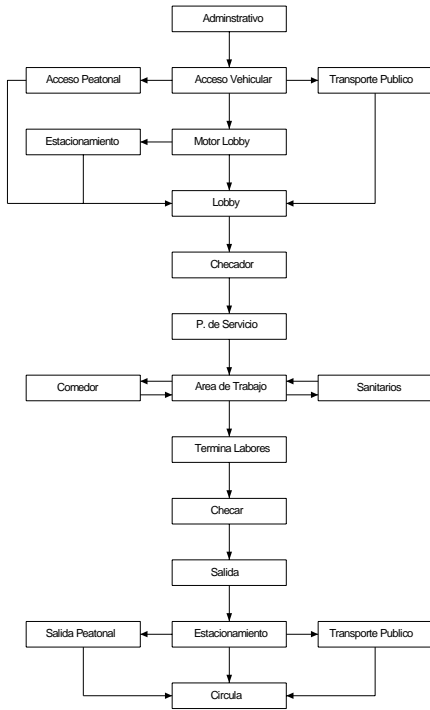 Adminstrativo
Acceso Peatonal
Acceso Vehicular
Transporte Publico
Estacionamiento
Motor Lobby
Lobby
Checador
P. de Servicio
Comedor
Area de Trabajo
Sanitarios
Termina Labores
Checar
Salida
Salida Peatonal
Estacionamiento
Transporte Publico
Circula